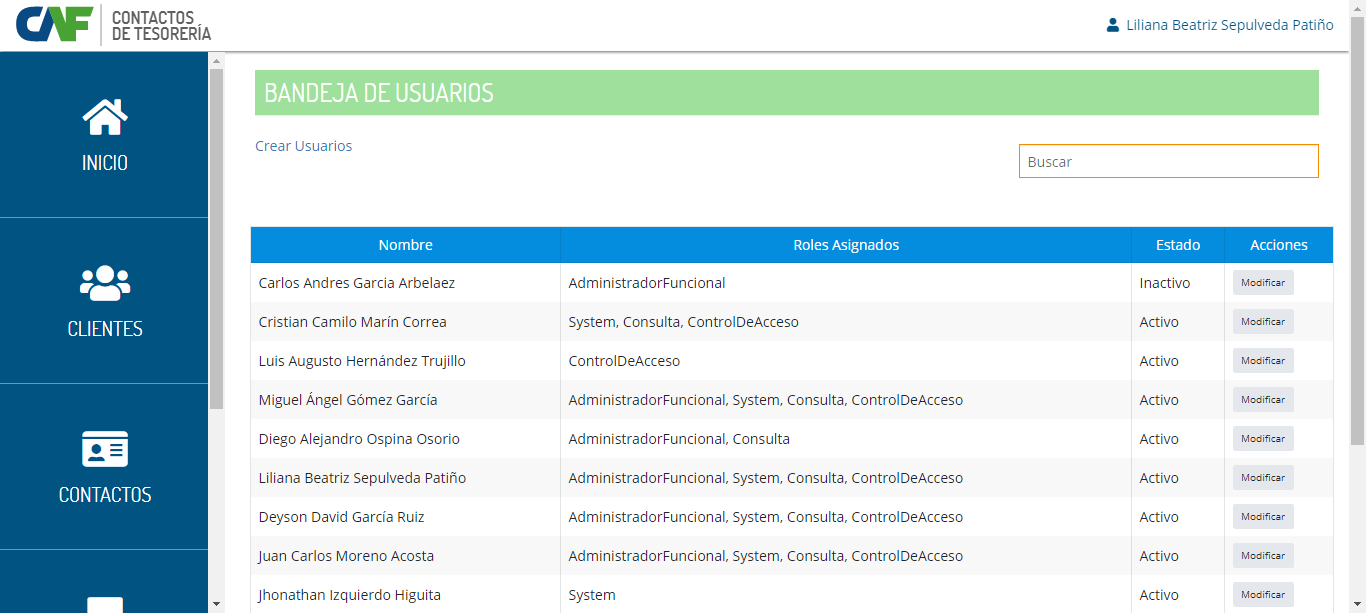 CAF CONTACTOS
DE TESORERÍA
Liliana Beatriz Sepulveda Patiño
INICIO
CLIENTES
CONTACTOS
BANDEJA DE USUARIOS
Crear Usuarios
Buscar
Nombre Roles Asignados Estado Acciones
Carlos Andres Garcia Arbelaez AdministradorFuncional Inactivo Modificar
Cristian Camilo Marín Correa System, Consulta, ControlDeAcceso Activo Modificar
Luis Augusto Hernández Trujillo ControlDeAcceso Activo Modificar
Miguel Ángel Gómez García AdministradorFuncional, System, Consulta, ControlDeAcceso Activo Modificar
Diego Alejandro Ospina Osorio AdministradorFuncional, Consulta Activo Modificar
Liliana Beatriz Sepulveda Patiño AdministradorFuncional, System, Consulta, ControlDeAcceso Activo Modificar
Deyson David García Ruiz AdministradorFuncional, System, Consulta, ControlDeAcceso Activo Modificar
Juan Carlos Moreno Acosta AdministradorFuncional, System, Consulta, ControlDeAcceso Activo Modificar
Jhonathan Izquierdo Higuita System Activo Modificar